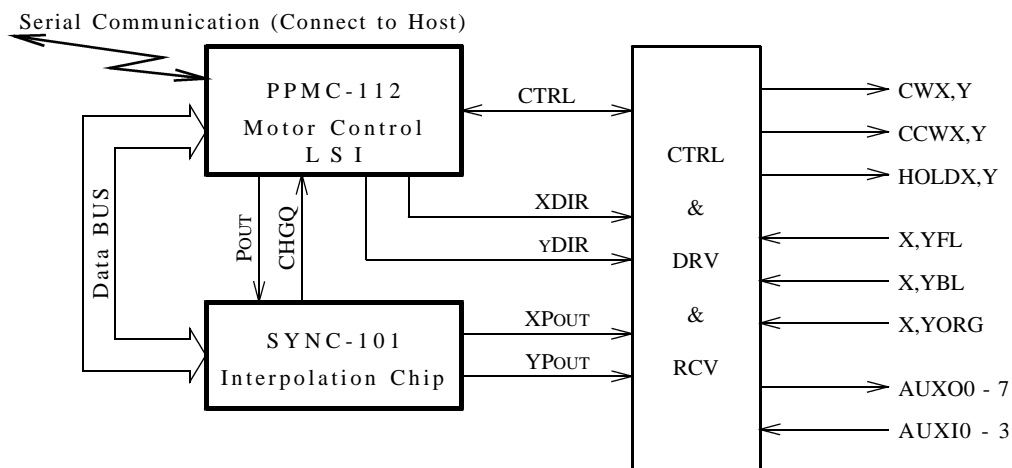 Serial Communication (Connect to Host)
PPMC-112
Motor Control
LSI
CTRL
Data BUS
POUT
CHGQ
XDIR
YDIR
SYNC-101
Interpolation Chip
XPOUT
YPOUT
CTRL
&
DRV
&
RCV
CWX,Y
CCWX,Y
HOLDX,Y
X,YFL
X,YBL
X,YORG
AUXO0 - 7
AUXI0 - 3